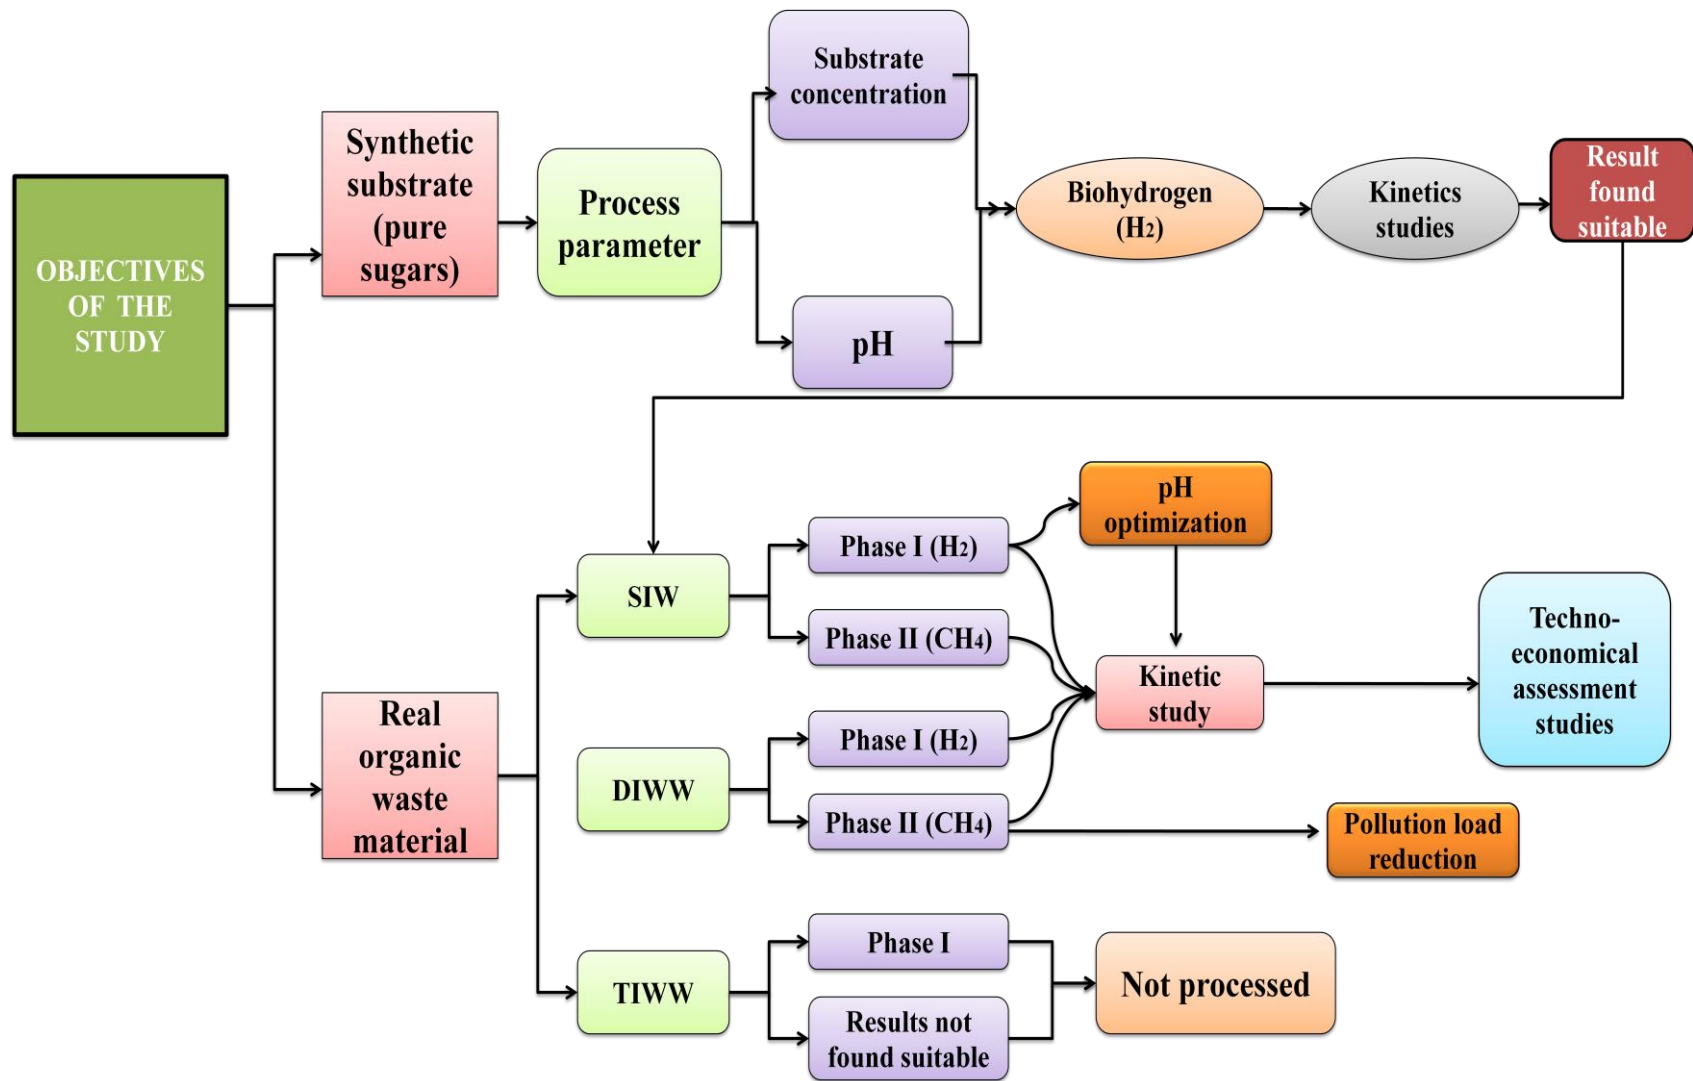 OBJECTIVES
OF THE
STUDY
Synthetic
substrate
(pure
sugars)
Process
parameter
Substrate
concentration
pH
Biohydrogen
(H2)
Kinetics
studies
Result
found
suitable
Real
organic
waste
material
SIW
Phase I (H2)
Phase II (CH4)
pH
optimization
DIWW
Phase I (H2)
Phase II (CH4)
Kinetic
study
Techno-
economical
assessment
studies
Pollution load
reduction
TIWW
Phase I
Results not
found suitable
Not processed